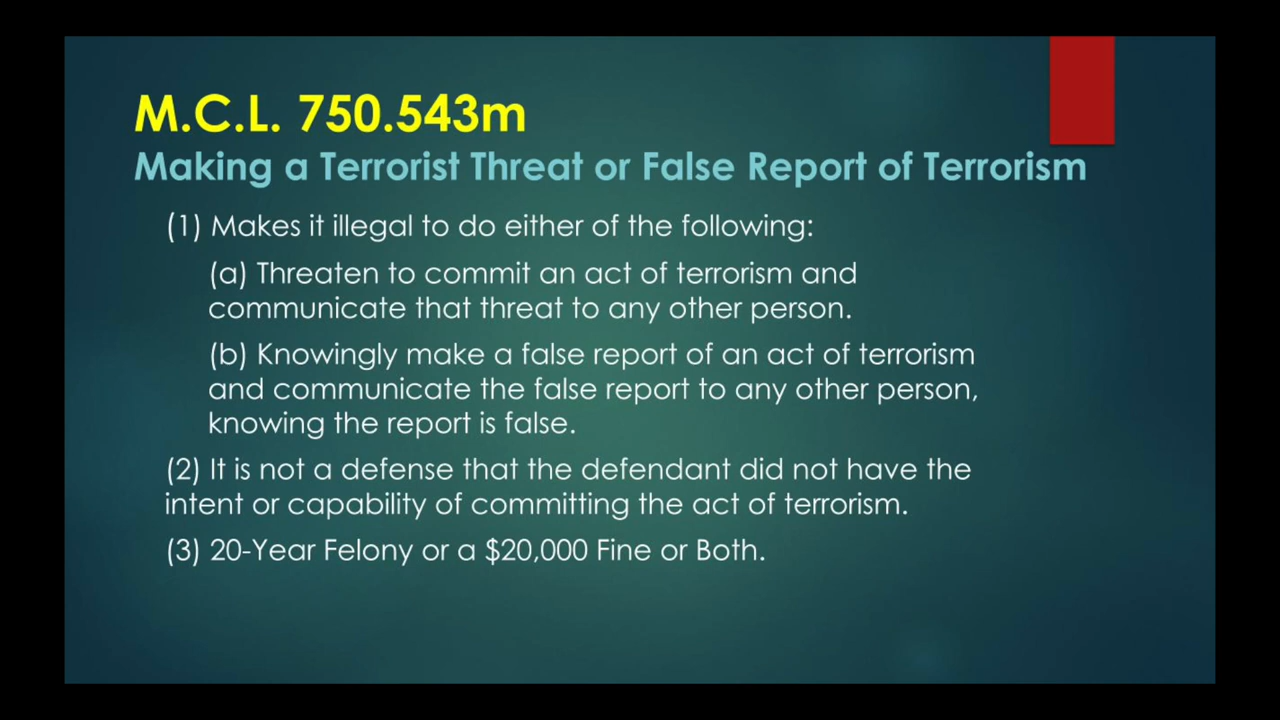 M.C.L. 750.543m
Making a Terrorist Threat or False Report of Terrorism
(1) Makes it illegal to do either of the following:
(a) Threaten to commit an act of terrorism and
communicate that threat to any other person.
(b) Knowingly make a false report of an act of terrorism
and communicate the false report to any other person,
knowing the report is false.
(2) It is not a defense that the defendant did not have the
intent or capability of committing the act of terrorism.
(3) 20-Year Felony or a $20,000 Fine or Both.